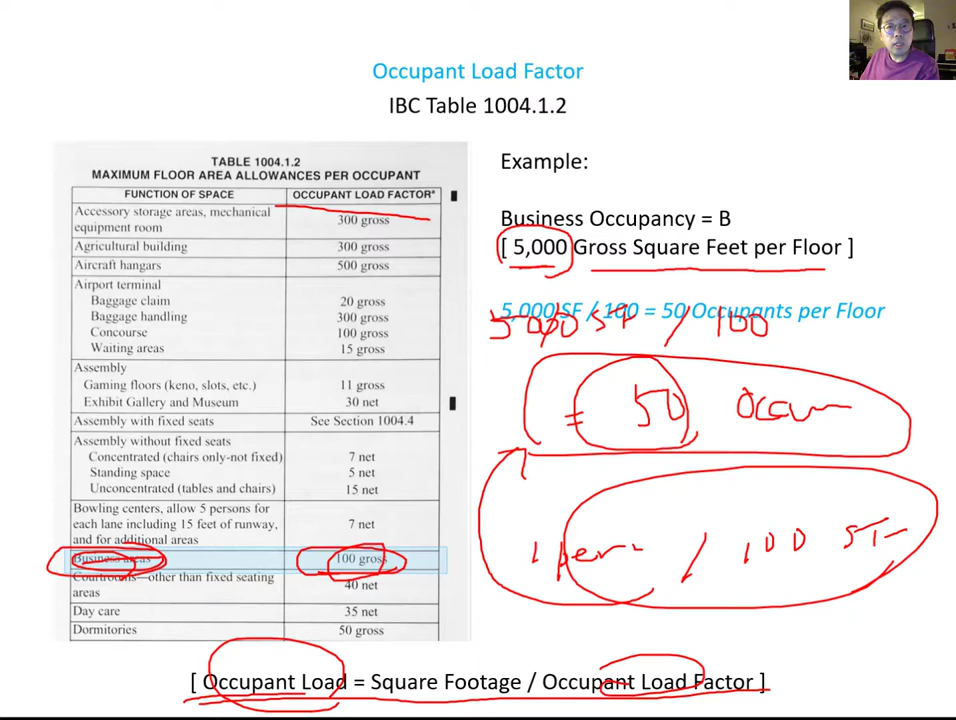 Occupant Load Factor
IBC Table 1004.1.2
TABLE 1004.1.2
MAXIMUM FLOOR AREA ALLOWANCES PER OCCUPANT
FUNCTION OF SPACE OCCUPANT LOAD FACTORa
Accessory storage areas, mechanical equipment room 300 gross
Agricultural building 300 gross
Aircraft hangars 500 gross
Airport terminal
Baggage claim 20 gross
Baggage handling 300 gross
Concourse 100 gross
Waiting areas 15 gross
Assembly
Gaming floors (keno, slots, etc.) 11 gross
Exhibit Gallery and Museum 30 net
Assembly with fixed seats See Section 1004.4
Assembly without fixed seats
Concentrated (chairs only-not fixed) 7 net
Standing space 5 net
Unconcentrated (tables and chairs) 15 net
Bowling centers, allow 5 persons for
each lane including 15 feet of runway,
and for additional areas 7 net
Business areas 100 gross
Courtrooms—other than fixed seating
areas 40 net
Day care 35 net
Dormitories 50 gross
Example:
Business Occupancy = B
[ 5,000 Gross Square Feet per Floor ]
5,000 SF / 100 = 50 Occupants per Floor
5000 SF / 100
= 50
1 per / 100 SF
[ Occupant Load = Square Footage / Occupant Load Factor ]